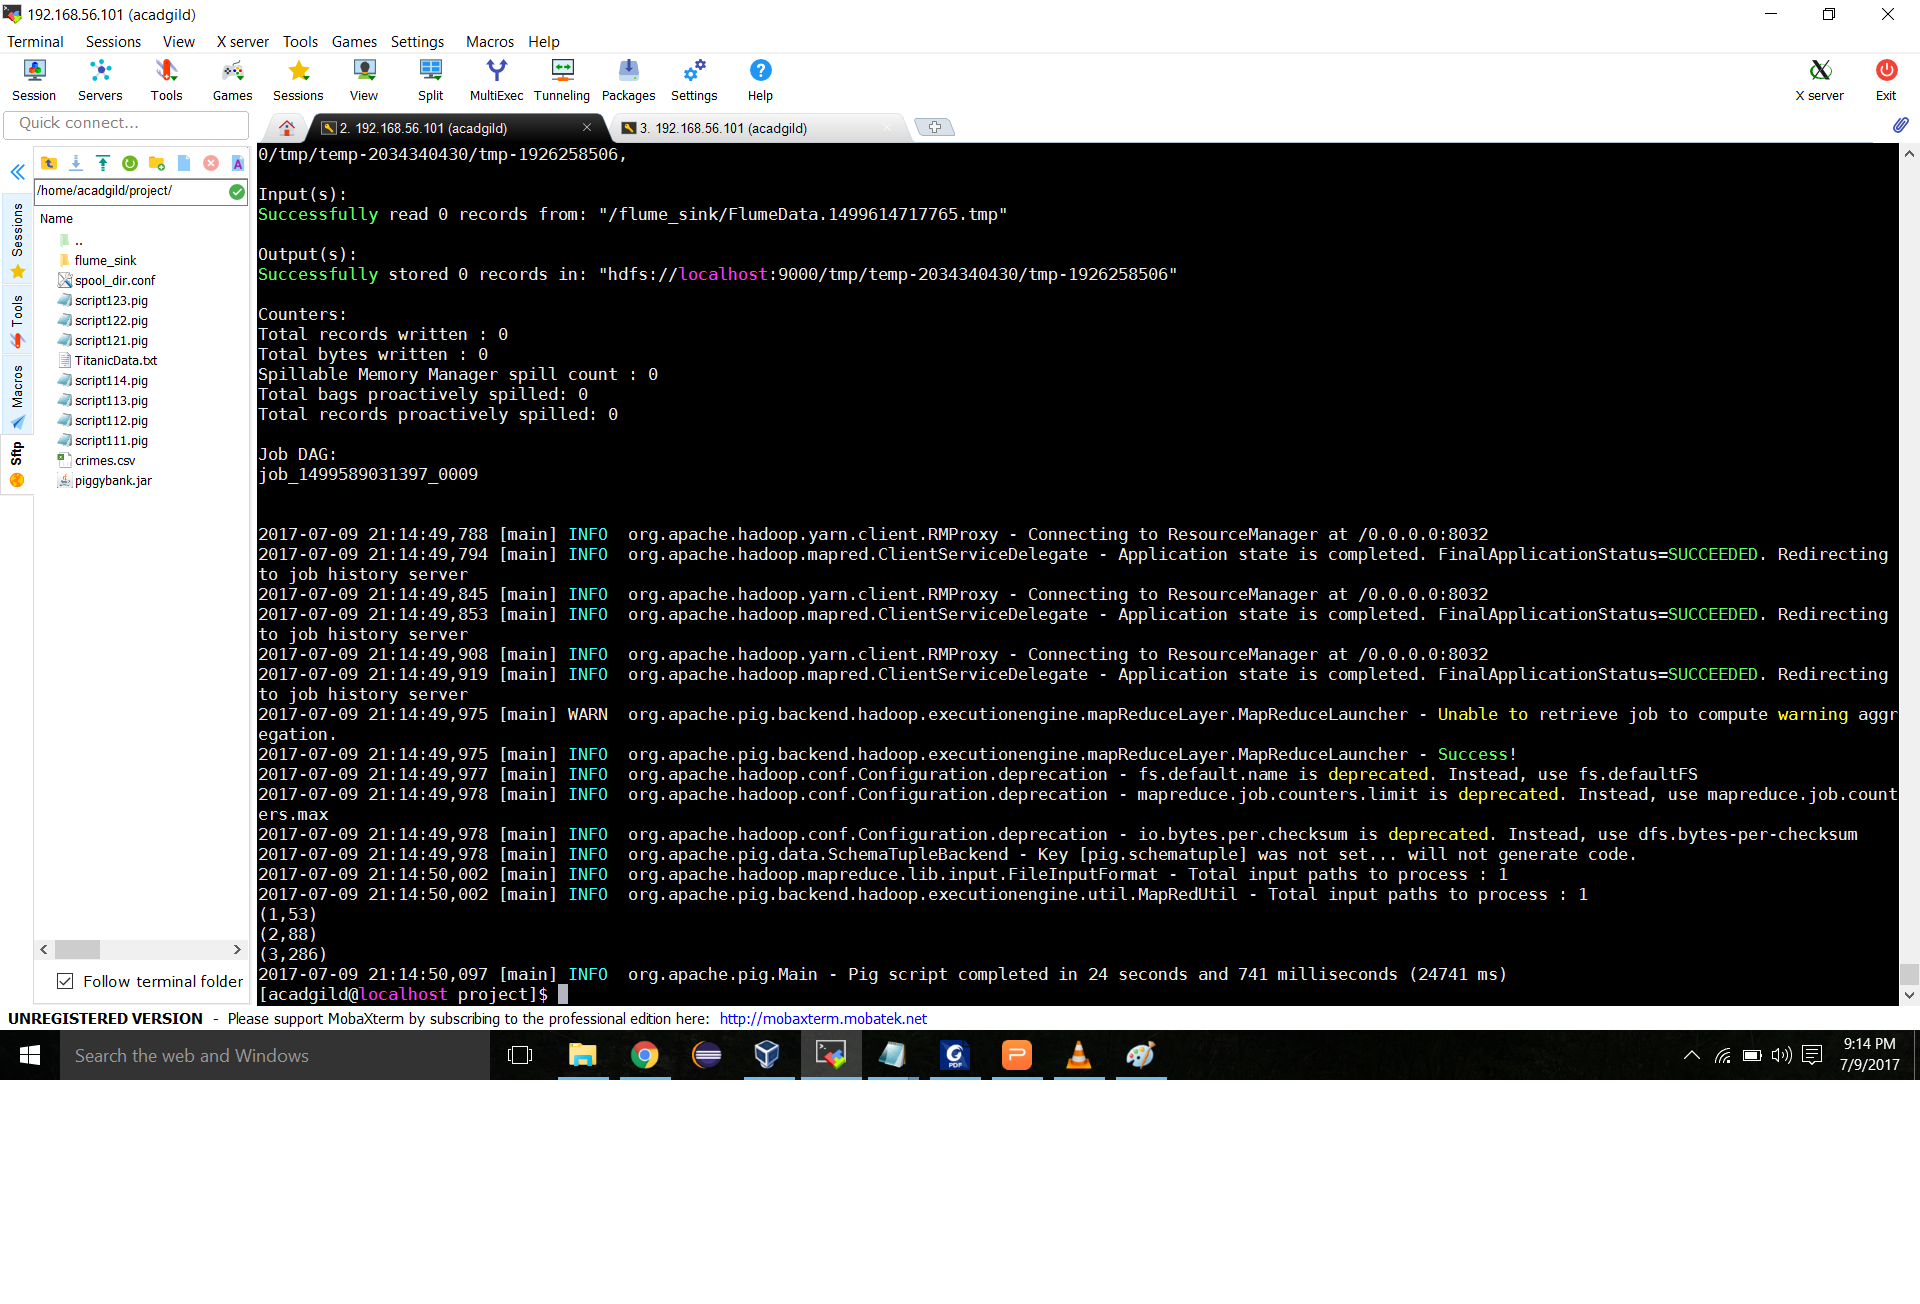 192.168.56.101 (acadgild)
Terminal Sessions View X server Tools Games Settings Macros Help
Session Servers Tools Games Sessions View Split MultiExec Tunneling Packages Settings Help X server Exit
Quick connect...
2. 192.168.56.101 (acadgild)
3. 192.168.56.101 (acadgild)
/home/acadgild/project/
Name
..
flume_sink
spool_dir.conf
script123.pig
script122.pig
script121.pig
TitanicData.txt
script114.pig
script113.pig
script112.pig
script111.pig
crimes.csv
piggybank.jar
Sessions
Tools
Macros
Sftp
Follow terminal folder
0/tmp/temp-2034340430/tmp-1926258506,
Input(s):
Successfully read 0 records from: "/flume_sink/FlumeData.1499614717765.tmp"
Output(s):
Successfully stored 0 records in: "hdfs://localhost:9000/tmp/temp-2034340430/tmp-1926258506"
Counters:
Total records written : 0
Total bytes written : 0
Spillable Memory Manager spill count : 0
Total bags proactively spilled: 0
Total records proactively spilled: 0
Job DAG:
job_1499589031397_0009
2017-07-09 21:14:49,788 [main] INFO  org.apache.hadoop.yarn.client.RMProxy - Connecting to ResourceManager at /0.0.0.0:8032
2017-07-09 21:14:49,794 [main] INFO  org.apache.hadoop.mapred.ClientServiceDelegate - Application state is completed. FinalApplicationStatus=SUCCEEDED. Redirecting
to job history server
2017-07-09 21:14:49,845 [main] INFO  org.apache.hadoop.yarn.client.RMProxy - Connecting to ResourceManager at /0.0.0.0:8032
2017-07-09 21:14:49,853 [main] INFO  org.apache.hadoop.mapred.ClientServiceDelegate - Application state is completed. FinalApplicationStatus=SUCCEEDED. Redirecting
to job history server
2017-07-09 21:14:49,908 [main] INFO  org.apache.hadoop.yarn.client.RMProxy - Connecting to ResourceManager at /0.0.0.0:8032
2017-07-09 21:14:49,919 [main] INFO  org.apache.hadoop.mapred.ClientServiceDelegate - Application state is completed. FinalApplicationStatus=SUCCEEDED. Redirecting
to job history server
2017-07-09 21:14:49,975 [main] WARN  org.apache.pig.backend.hadoop.executionengine.mapReduceLayer.MapReduceLauncher - Unable to retrieve job to compute warning aggr
egation.
2017-07-09 21:14:49,975 [main] INFO  org.apache.pig.backend.hadoop.executionengine.mapReduceLayer.MapReduceLauncher - Success!
2017-07-09 21:14:49,977 [main] INFO  org.apache.hadoop.conf.Configuration.deprecation - fs.default.name is deprecated. Instead, use fs.defaultFS
2017-07-09 21:14:49,978 [main] INFO  org.apache.hadoop.conf.Configuration.deprecation - mapreduce.job.counters.limit is deprecated. Instead, use mapreduce.job.count
ers.max
2017-07-09 21:14:49,978 [main] INFO  org.apache.hadoop.conf.Configuration.deprecation - io.bytes.per.checksum is deprecated. Instead, use dfs.bytes-per-checksum
2017-07-09 21:14:49,978 [main] INFO  org.apache.pig.data.SchemaTupleBackend - Key [pig.schematuple] was not set... will not generate code.
2017-07-09 21:14:50,002 [main] INFO  org.apache.hadoop.mapreduce.lib.input.FileInputFormat - Total input paths to process : 1
2017-07-09 21:14:50,002 [main] INFO  org.apache.pig.backend.hadoop.executionengine.util.MapRedUtil - Total input paths to process : 1
(1,53)
(2,88)
(3,286)
2017-07-09 21:14:50,097 [main] INFO  org.apache.pig.Main - Pig script completed in 24 seconds and 741 milliseconds (24741 ms)
[acadgild@localhost project]$
UNREGISTERED VERSION - Please support MobaXterm by subscribing to the professional edition here: http://mobaxterm.mobatek.net
Search the web and Windows
PDF
9:14 PM
7/9/2017